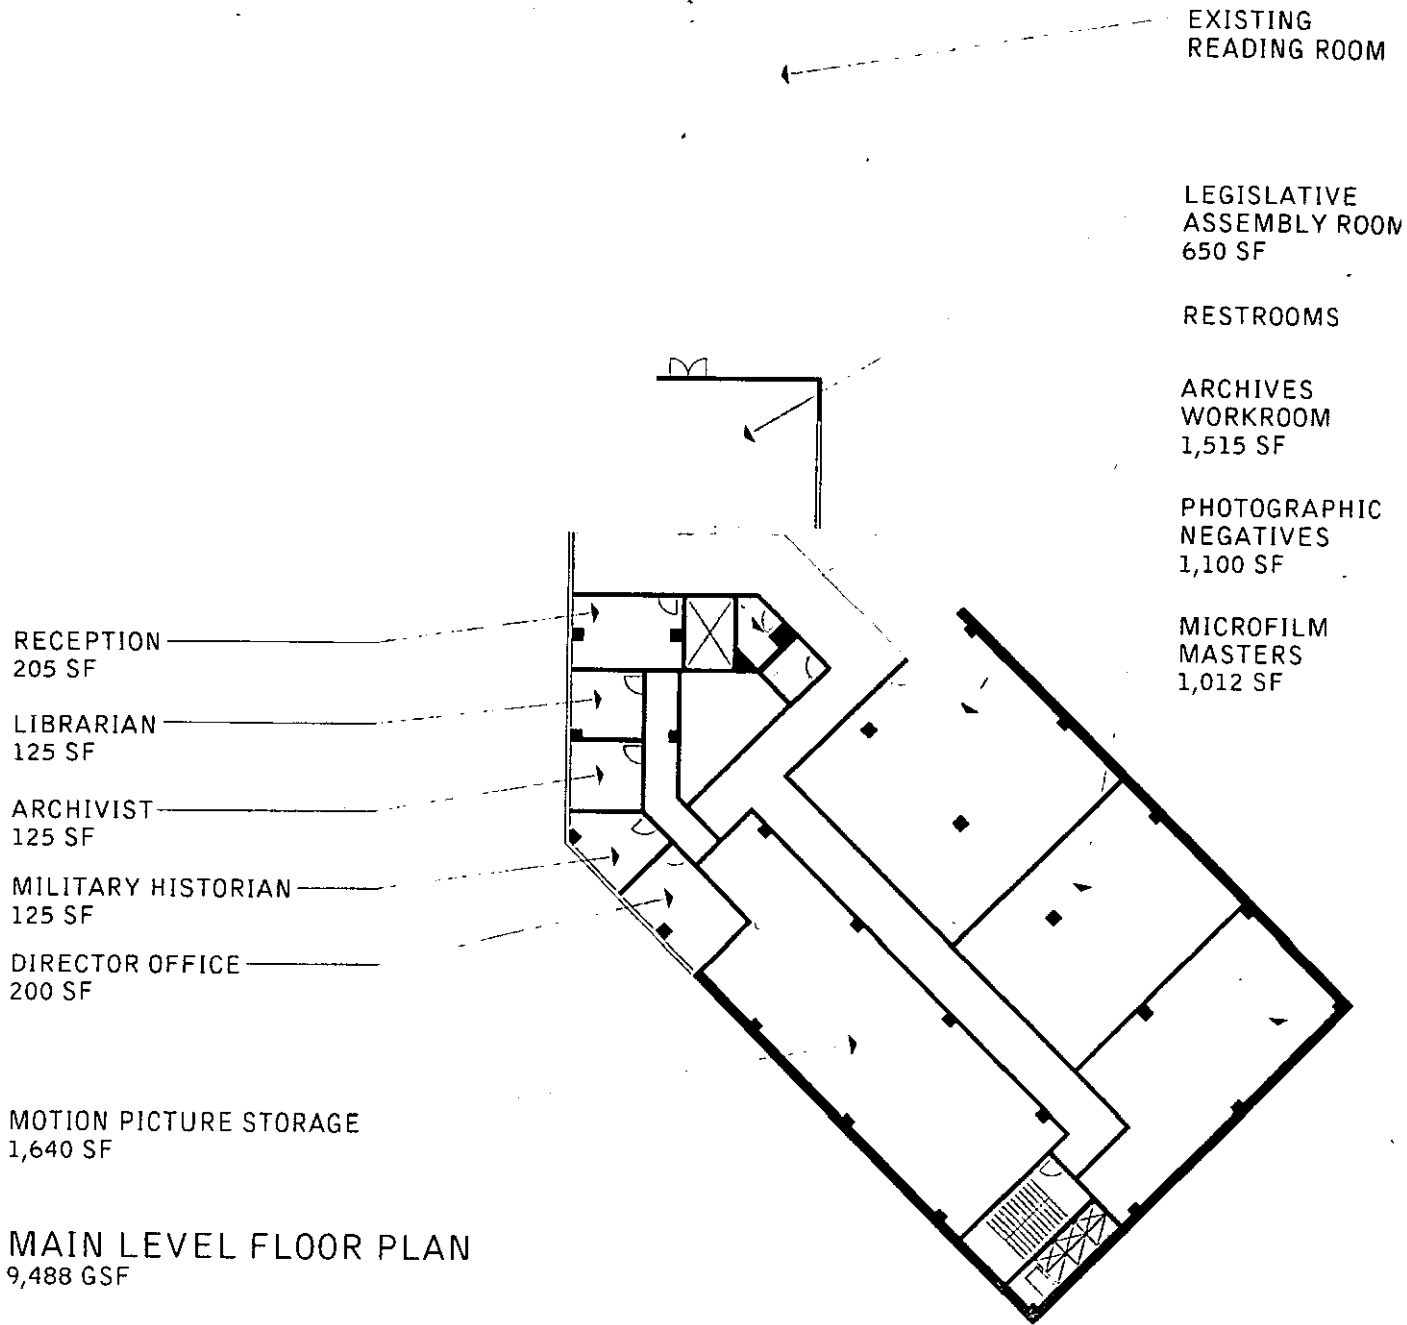 EXISTING
READING ROOM
LEGISLATIVE
ASSEMBLY ROOM
650 SF
RESTROOMS
ARCHIVES
WORKROOM
1,515 SF
PHOTOGRAPHIC
NEGATIVES
1,100 SF
MICROFILM
MASTERS
1,012 SF
RECEPTION
205 SF
LIBRARIAN
125 SF
ARCHIVIST
125 SF
MILITARY HISTORIAN
125 SF
DIRECTOR OFFICE
200 SF
MOTION PICTURE STORAGE
1,640 SF
MAIN LEVEL FLOOR PLAN
9,488 GSF